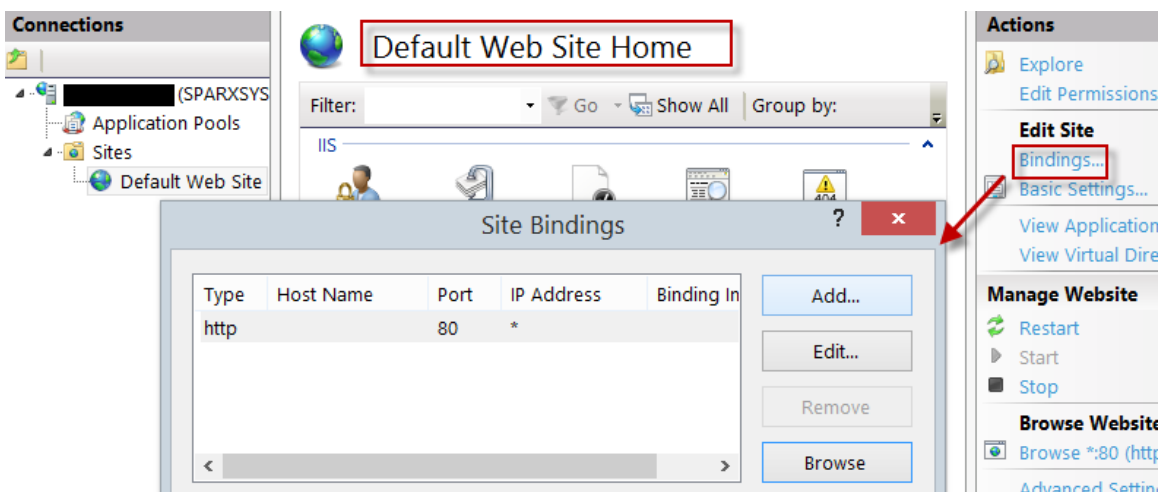 Connections
(SPARXSYS
Application Pools
Sites
Default Web Site
Default Web Site Home
Filter:
Go
Show All
Group by:
IIS
404
Site Bindings
?
x
Type Host Name Port IP Address Binding In
http 80 *
Add...
Edit...
Remove
Browse
Actions
Explore
Edit Permissions
Edit Site
Bindings...
Basic Settings...
View Application
View Virtual Dire
Manage Website
Restart
Start
Stop
Browse Website
Browse *:80 (http
Advanced Setting